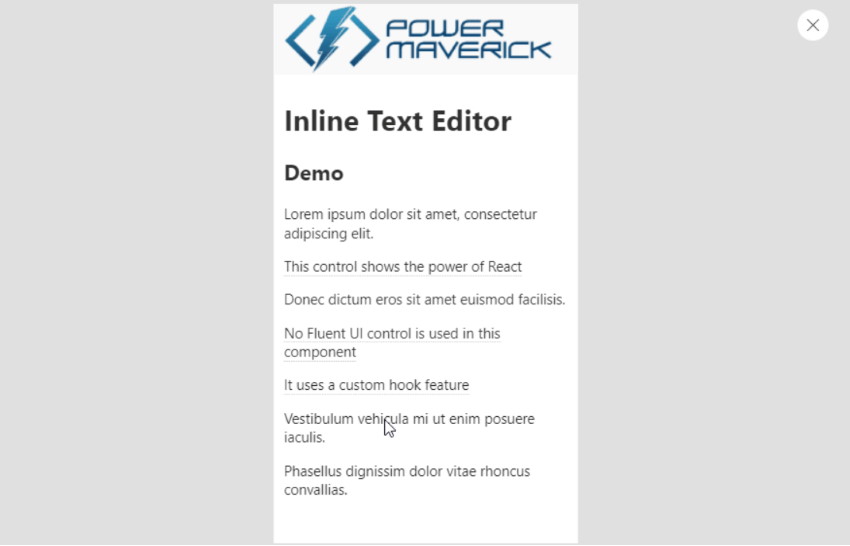 POWER
MAVERICK
Inline Text Editor
Demo
Lorem ipsum dolor sit amet, consectetur
adipiscing elit.
This control shows the power of React
Donec dictum eros sit amet euismod facilisis.
No Fluent UI control is used in this
component
It uses a custom hook feature
Vestibulum vehicula mi ut enim posuere
iaculis.
Phasellus dignissim dolor vitae rhoncus
convallias.